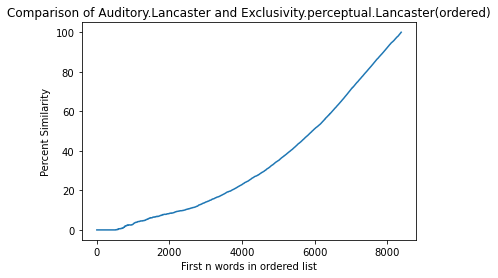 Comparison of Auditory.Lancaster and Exclusivity.perceptual.Lancaster(ordered)
100
80
60
40
20
0
Percent Similarity
0 2000 4000 6000 8000
First n words in ordered list